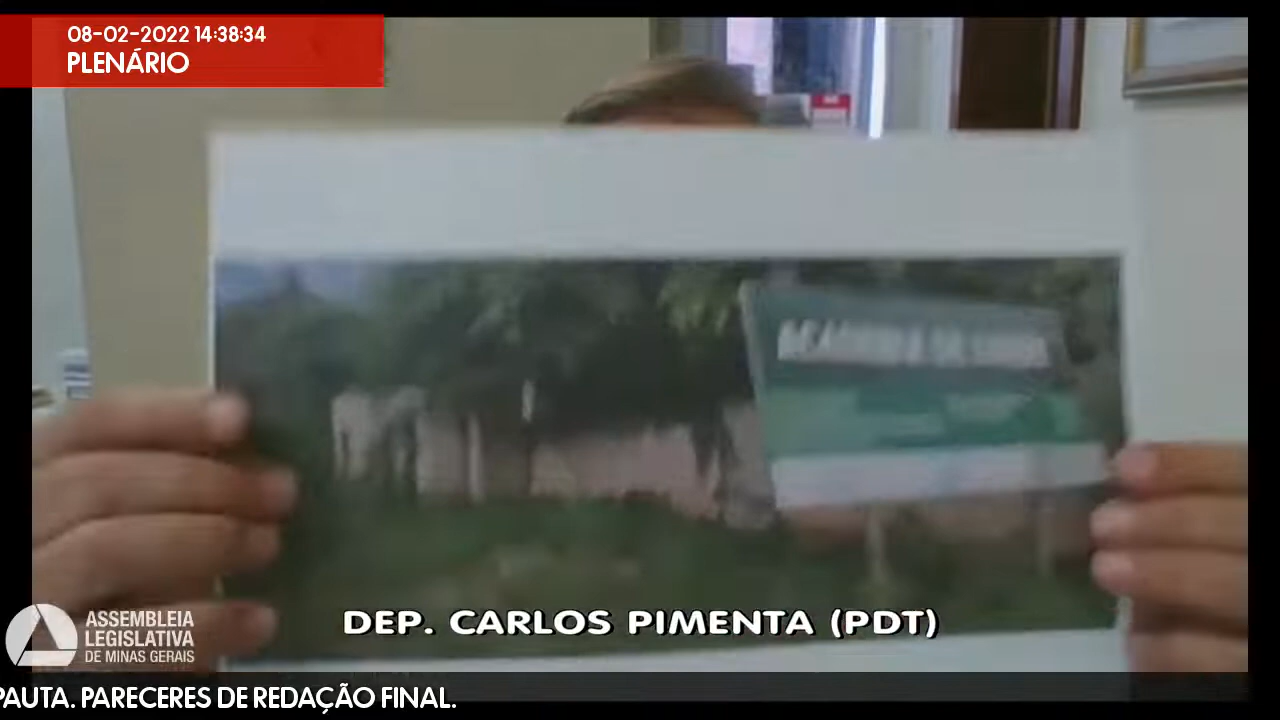 08-02-2022 14:38:34
PLENÁRIO
DEP. CARLOS PIMENTA (PDT)
ASSEMBLEIA
LEGISLATIVA
DE MINAS GERAIS
PAUTA. PARECERES DE REDAÇÃO FINAL.